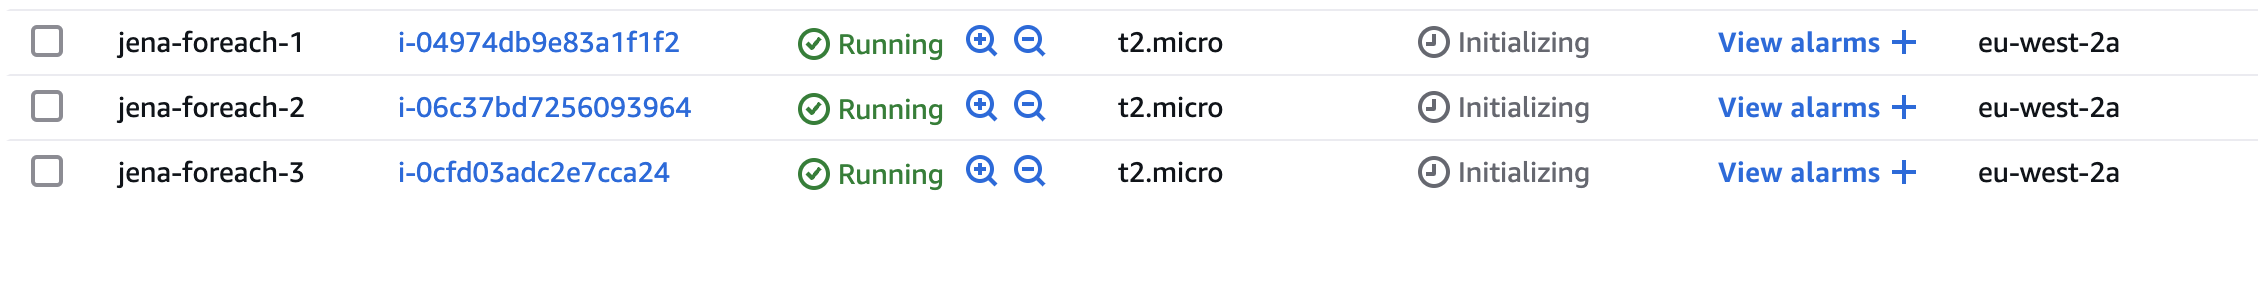 jena-foreach-1 i-04974db9e83a1f1f2 Running t2.micro Initializing View alarms + eu-west-2a
jena-foreach-2 i-06c37bd7256093964 Running t2.micro Initializing View alarms + eu-west-2a
jena-foreach-3 i-0cfd03adc2e7cca24 Running t2.micro Initializing View alarms + eu-west-2a